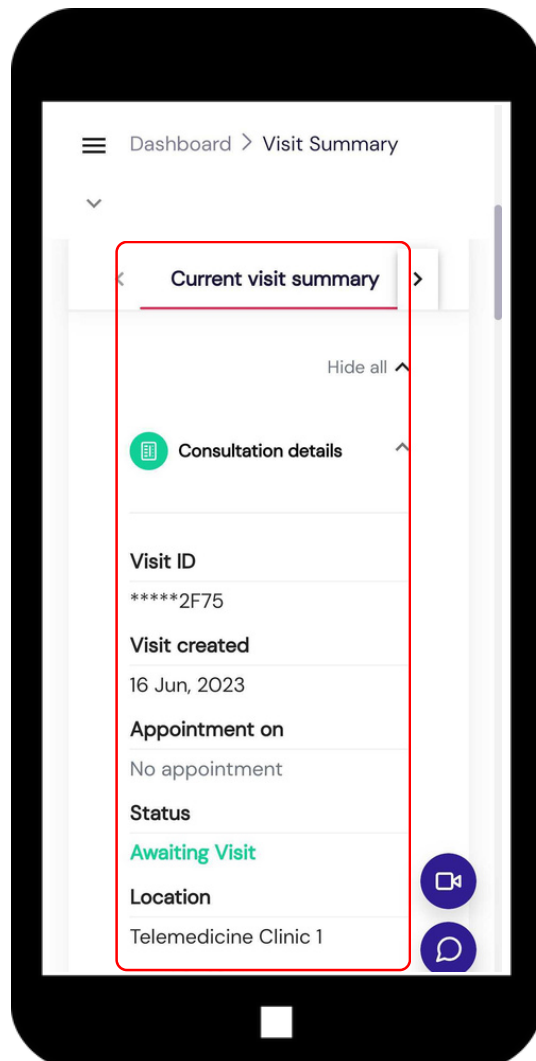 Dashboard > Visit Summary
Current visit summary
Hide all
Consultation details
Visit ID
*****2F75
Visit created
16 Jun, 2023
Appointment on
No appointment
Status
Awaiting Visit
Location
Telemedicine Clinic 1